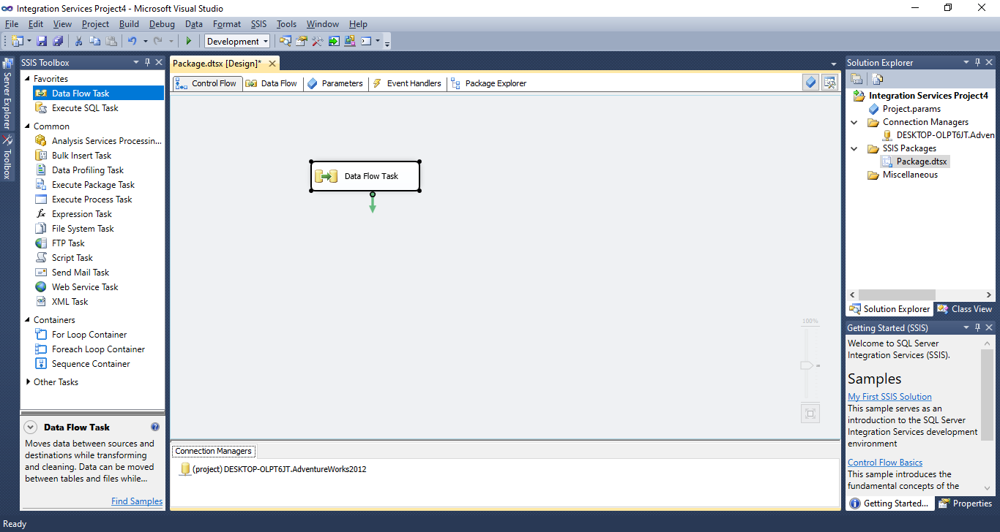 Integration Services Project4 - Microsoft Visual Studio
File Edit View Project Build Debug Data Format SSIS Tools Window Help
Development
Server Explorer
Toolbox
SSIS Toolbox
Favorites
Data Flow Task
Execute SQL Task
Common
Analysis Services Processin...
Bulk Insert Task
Data Profiling Task
Execute Package Task
Execute Process Task
fx Expression Task
File System Task
FTP Task
Script Task
Send Mail Task
Web Service Task
XML Task
Containers
For Loop Container
Foreach Loop Container
Sequence Container
Other Tasks
Data Flow Task
Moves data between sources and
destinations while transforming
and cleaning. Data can be moved
between tables and files while...
Find Samples
Package.dtsx [Design]*
Control Flow Data Flow Parameters Event Handlers Package Explorer
Data Flow Task
100%
Connection Managers
(project) DESKTOP-OLPT6JT.AdventureWorks2012
Solution Explorer
Integration Services Project4
Project.params
Connection Managers
DESKTOP-OLPT6JT.Adven
SSIS Packages
Package.dtsx
Miscellaneous
Solution Explorer Class View
Getting Started (SSIS)
Welcome to SQL Server
Integration Services (SSIS).
Samples
My First SSIS Solution
This sample serves as an
introduction to the SQL Server
Integration Services development
environment
Control Flow Basics
This sample introduces the
fundamental concepts of the
Getting Started... Properties
Ready